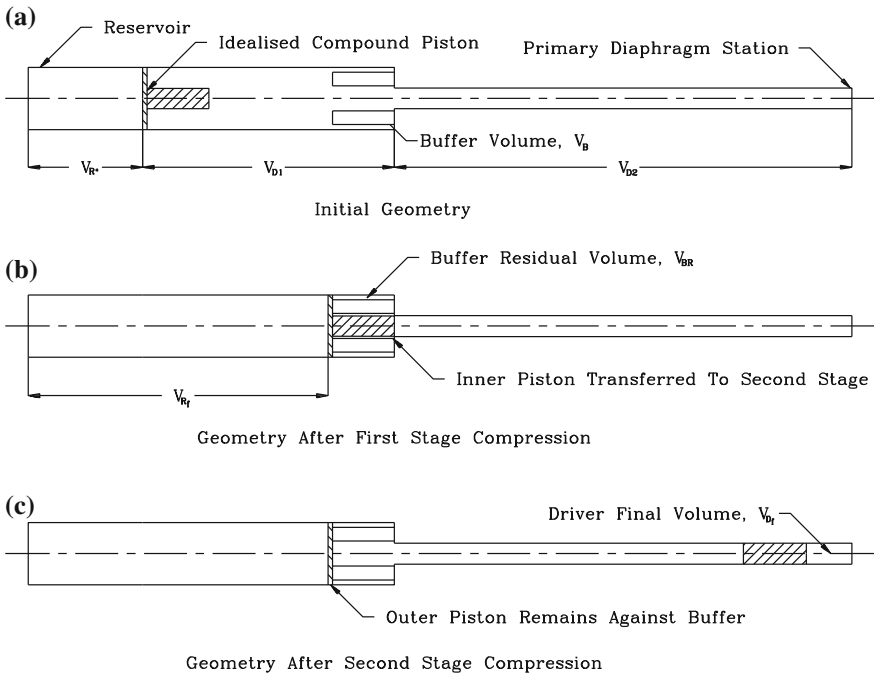 (a)
Reservoir
Idealised Compound Piston
Primary Diaphragm Station
Buffer Volume, V_B
V_R* V_D1 V_D2
Initial Geometry
(b)
Buffer Residual Volume, V_BR
Inner Piston Transferred To Second Stage
V_Rf
Geometry After First Stage Compression
(c)
Driver Final Volume, V_Df
Outer Piston Remains Against Buffer
Geometry After Second Stage Compression